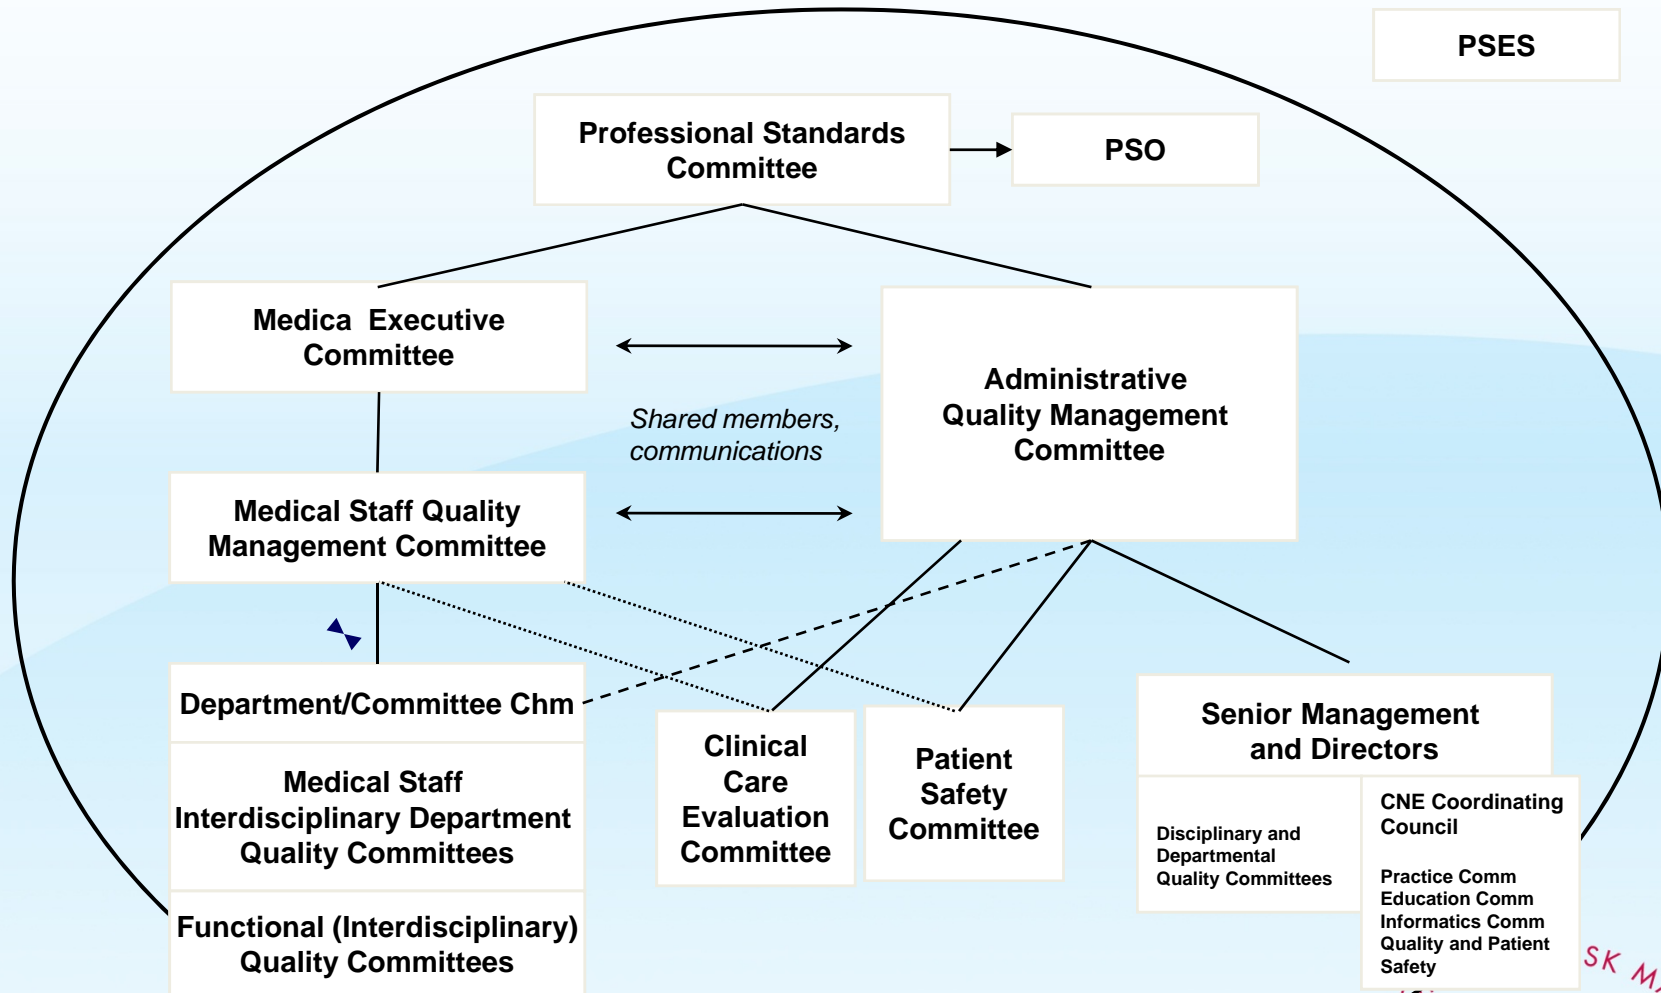 PSES
Professional Standards
Committee
PSO
Medica  Executive
Committee
Administrative
Quality Management
Committee
Shared members,
communications
Medical Staff Quality
Management Committee
Department/Committee Chm
Medical Staff
Interdisciplinary Department
Quality Committees
Functional (Interdisciplinary)
Quality Committees
Clinical
Care
Evaluation
Committee
Patient
Safety
Committee
Senior Management
and Directors
Disciplinary and
Departmental
Quality Committees
CNE Coordinating
Council
Practice Comm
Education Comm
Informatics Comm
Quality and Patient
Safety
SK MA